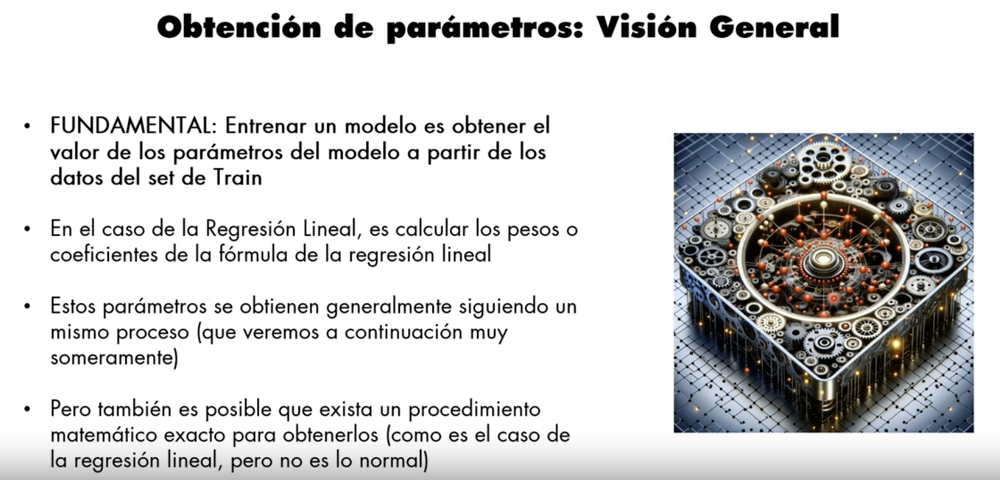 Obtención de parámetros: Visión General
• FUNDAMENTAL: Entrenar un modelo es obtener el
valor de los parámetros del modelo a partir de los
datos del set de Train
• En el caso de la Regresión Lineal, es calcular los pesos o
coeficientes de la fórmula de la regresión lineal
• Estos parámetros se obtienen generalmente siguiendo un
mismo proceso (que veremos a continuación muy
someramente)
• Pero también es posible que exista un procedimiento
matemático exacto para obtenerlos (como es el caso de
la regresión lineal, pero no es lo normal)